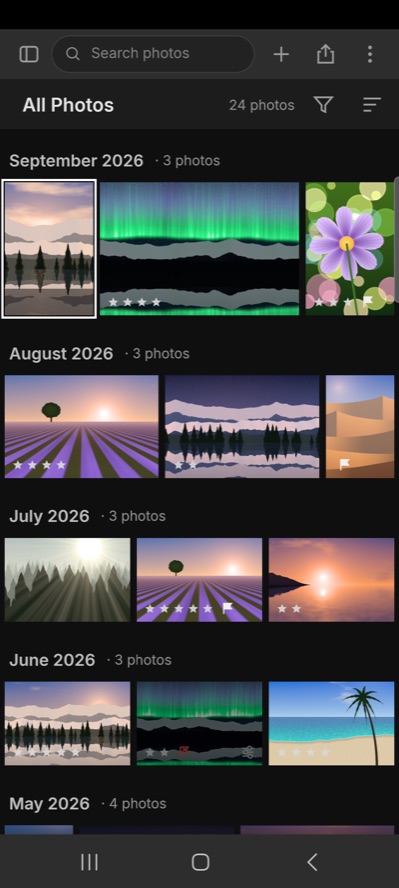 Search photos
All Photos
24 photos
September 2026 · 3 photos
August 2026 · 3 photos
July 2026 · 3 photos
June 2026 · 3 photos
May 2026 · 4 photos